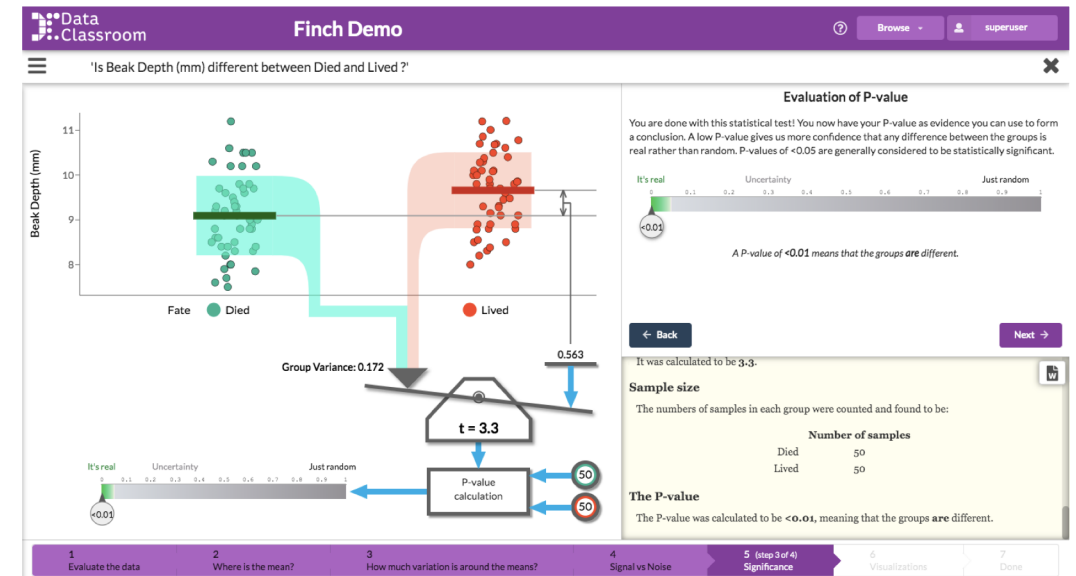 Data
Classroom
Finch Demo
Browse
superuser
'Is Beak Depth (mm) different between Died and Lived ?'
Beak Depth (mm)
11
10
9
8
Fate
Died
Lived
Group Variance: 0.172
0.563
t = 3.3
P-value
calculation
50
50
It's real
Uncertainty
Just random
0 0.1 0.2 0.3 0.4 0.5 0.6 0.7 0.8 0.9 1
<0.01
Evaluation of P-value
You are done with this statistical test! You now have your P-value as evidence you can use to form
a conclusion. A low P-value gives us more confidence that any difference between the groups is
real rather than random. P-values of <0.05 are generally considered to be statistically significant.
It's real
Uncertainty
Just random
0 0.1 0.2 0.3 0.4 0.5 0.6 0.7 0.8 0.9 1
<0.01
A P-value of <0.01 means that the groups are different.
← Back
Next →
It was calculated to be 3.3.
W
Sample size
The numbers of samples in each group were counted and found to be:
Number of samples
Died 50
Lived 50
The P-value
The P-value was calculated to be <0.01, meaning that the groups are different.
1
Evaluate the data
2
Where is the mean?
3
How much variation is around the means?
4
Signal vs Noise
5 (step 3 of 4)
Significance
6
Visualizations
7
Done